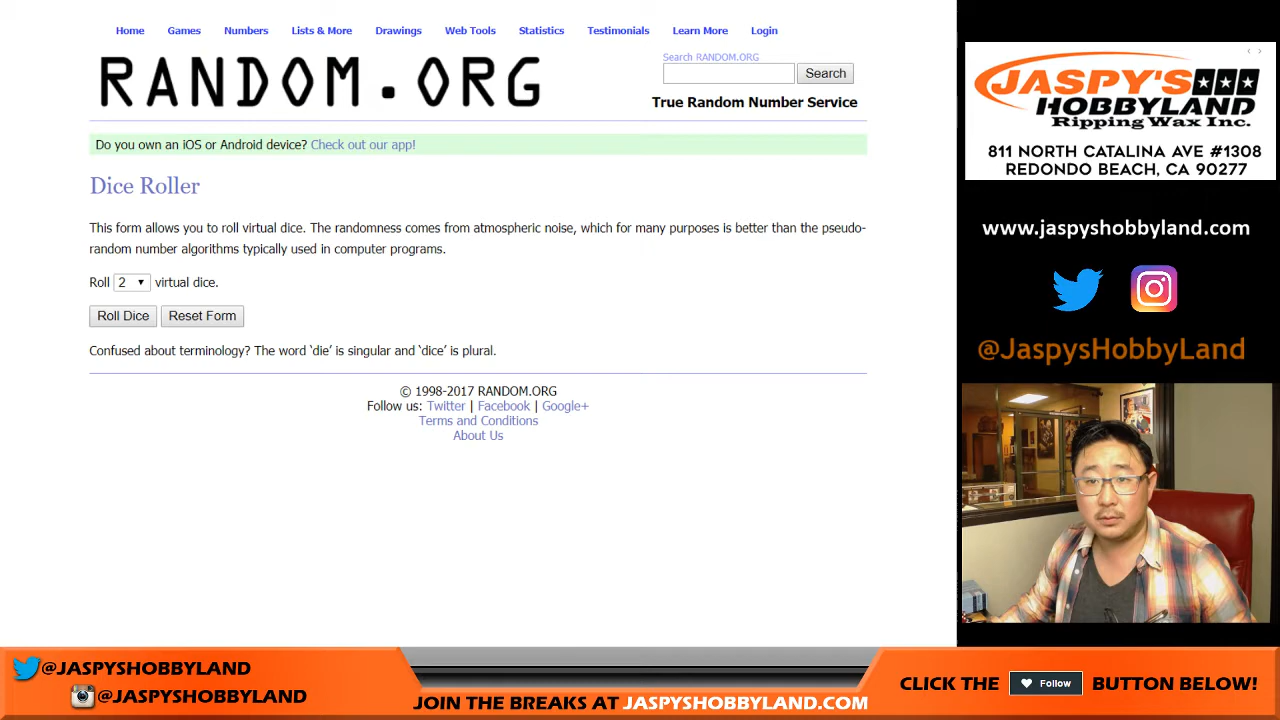 Home Games Numbers Lists & More Drawings Web Tools Statistics Testimonials Learn More Login
RANDOM.ORG
Search RANDOM.ORG
Search
True Random Number Service
Do you own an iOS or Android device? Check out our app!
Dice Roller
This form allows you to roll virtual dice. The randomness comes from atmospheric noise, which for many purposes is better than the pseudo-
random number algorithms typically used in computer programs.
Roll 2 virtual dice.
Roll Dice Reset Form
Confused about terminology? The word ‘die’ is singular and ‘dice’ is plural.
© 1998-2017 RANDOM.ORG
Follow us: Twitter | Facebook | Google+
Terms and Conditions
About Us
JASPY'S
HOBBYLAND
Ripping Wax Inc.
811 NORTH CATALINA AVE #1308
REDONDO BEACH, CA 90277
www.jaspyshobbyland.com
@JaspysHobbyLand
@JASPYSHOBBYLAND
@JASPYSHOBBYLAND
JOIN THE BREAKS AT JASPYSHOBBYLAND.COM
CLICK THE Follow BUTTON BELOW!